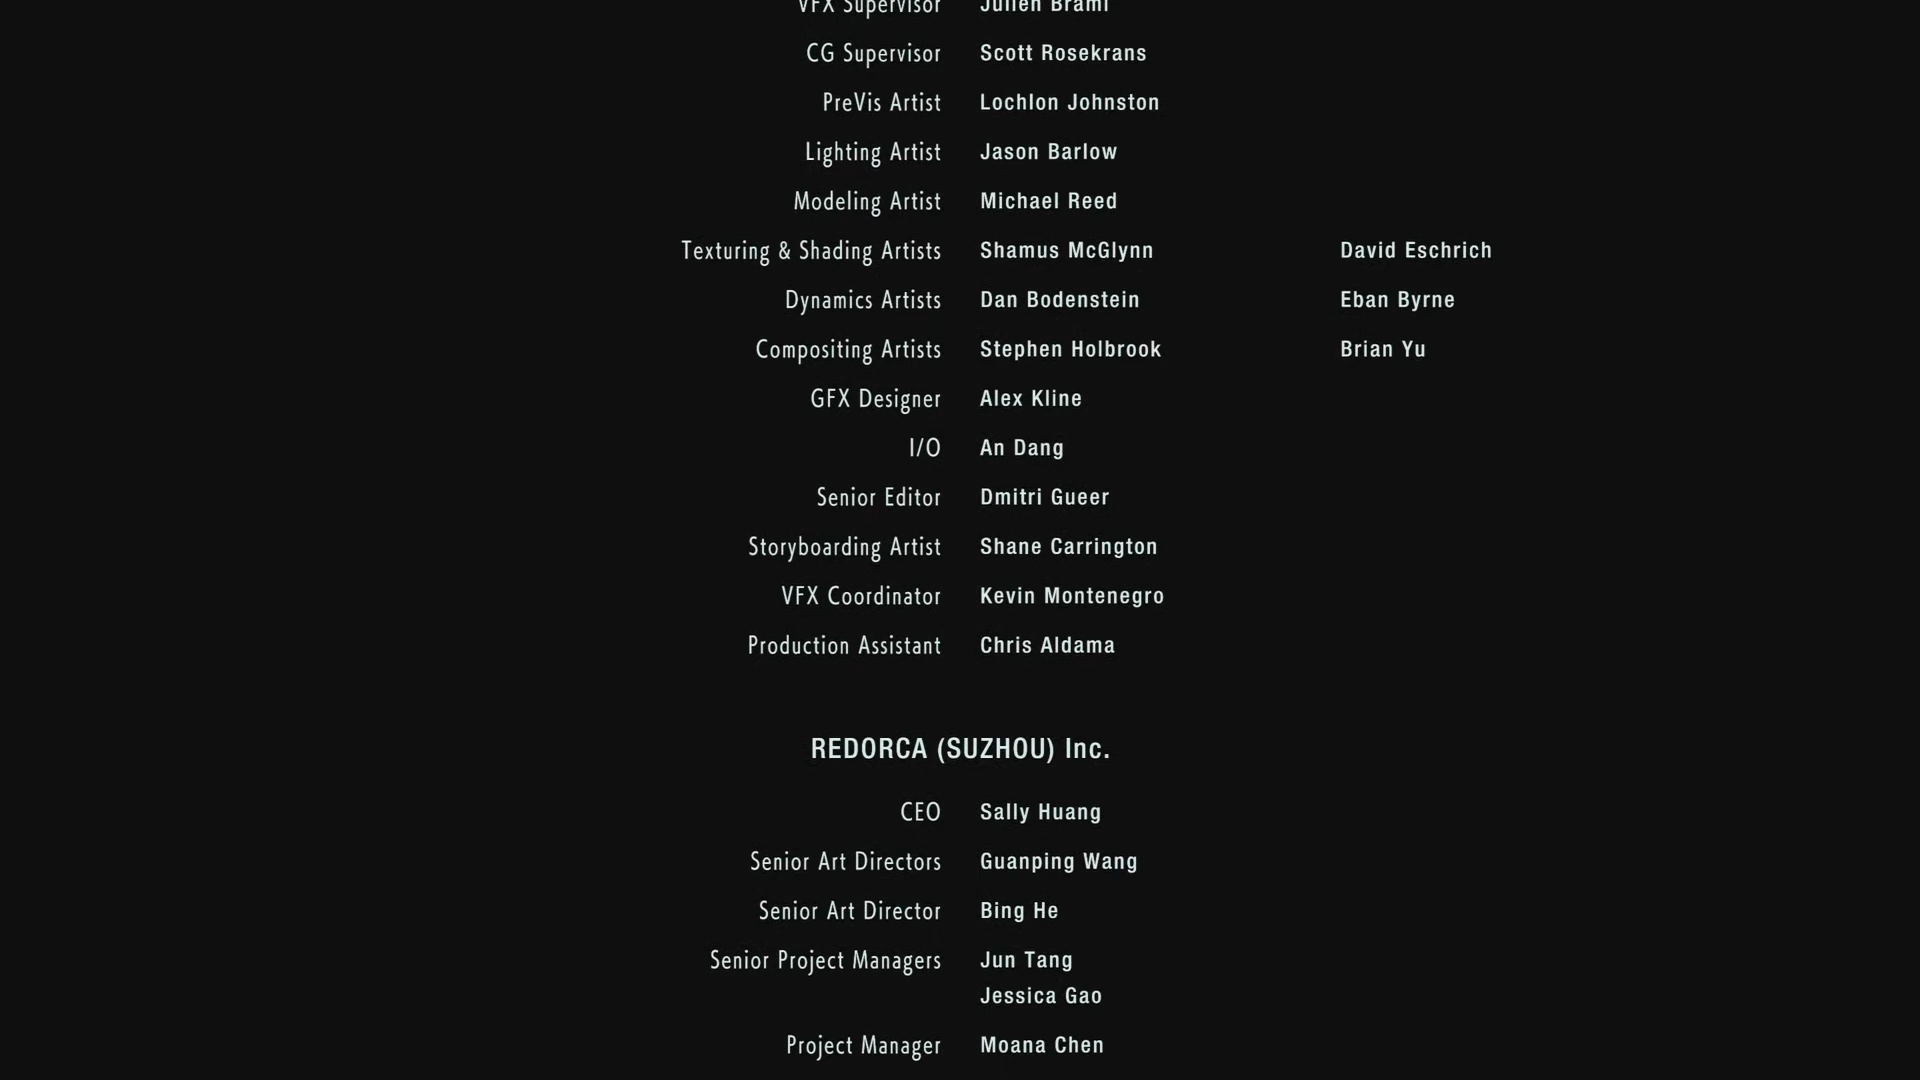 VFX Supervisor Julien Brami
CG Supervisor Scott Rosekrans
PreVis Artist Lochlon Johnston
Lighting Artist Jason Barlow
Modeling Artist Michael Reed
Texturing & Shading Artists Shamus McGlynn David Eschrich
Dynamics Artists Dan Bodenstein Eban Byrne
Compositing Artists Stephen Holbrook Brian Yu
GFX Designer Alex Kline
I/O An Dang
Senior Editor Dmitri Gueer
Storyboarding Artist Shane Carrington
VFX Coordinator Kevin Montenegro
Production Assistant Chris Aldama
REDORCA (SUZHOU) Inc.
CEO Sally Huang
Senior Art Directors Guanping Wang
Senior Art Director Bing He
Senior Project Managers Jun Tang
Jessica Gao
Project Manager Moana Chen